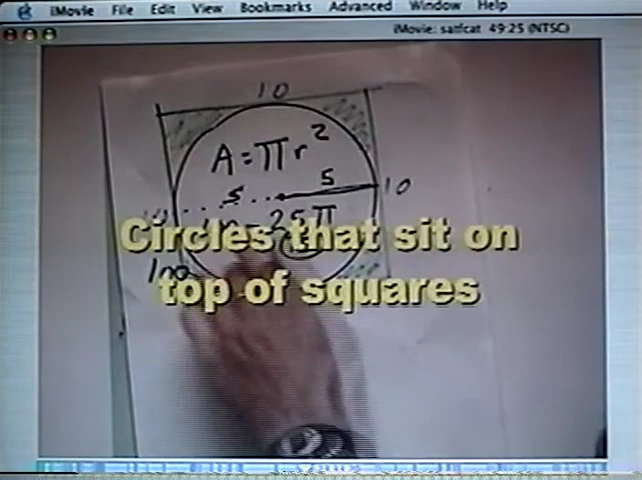 iMovie File Edit View Bookmarks Advanced Window Help
iMovie: satfcat 49:25 (NTSC)
10
A=πr²
5
5
10
25π
Circles that sit on
100
top of squares